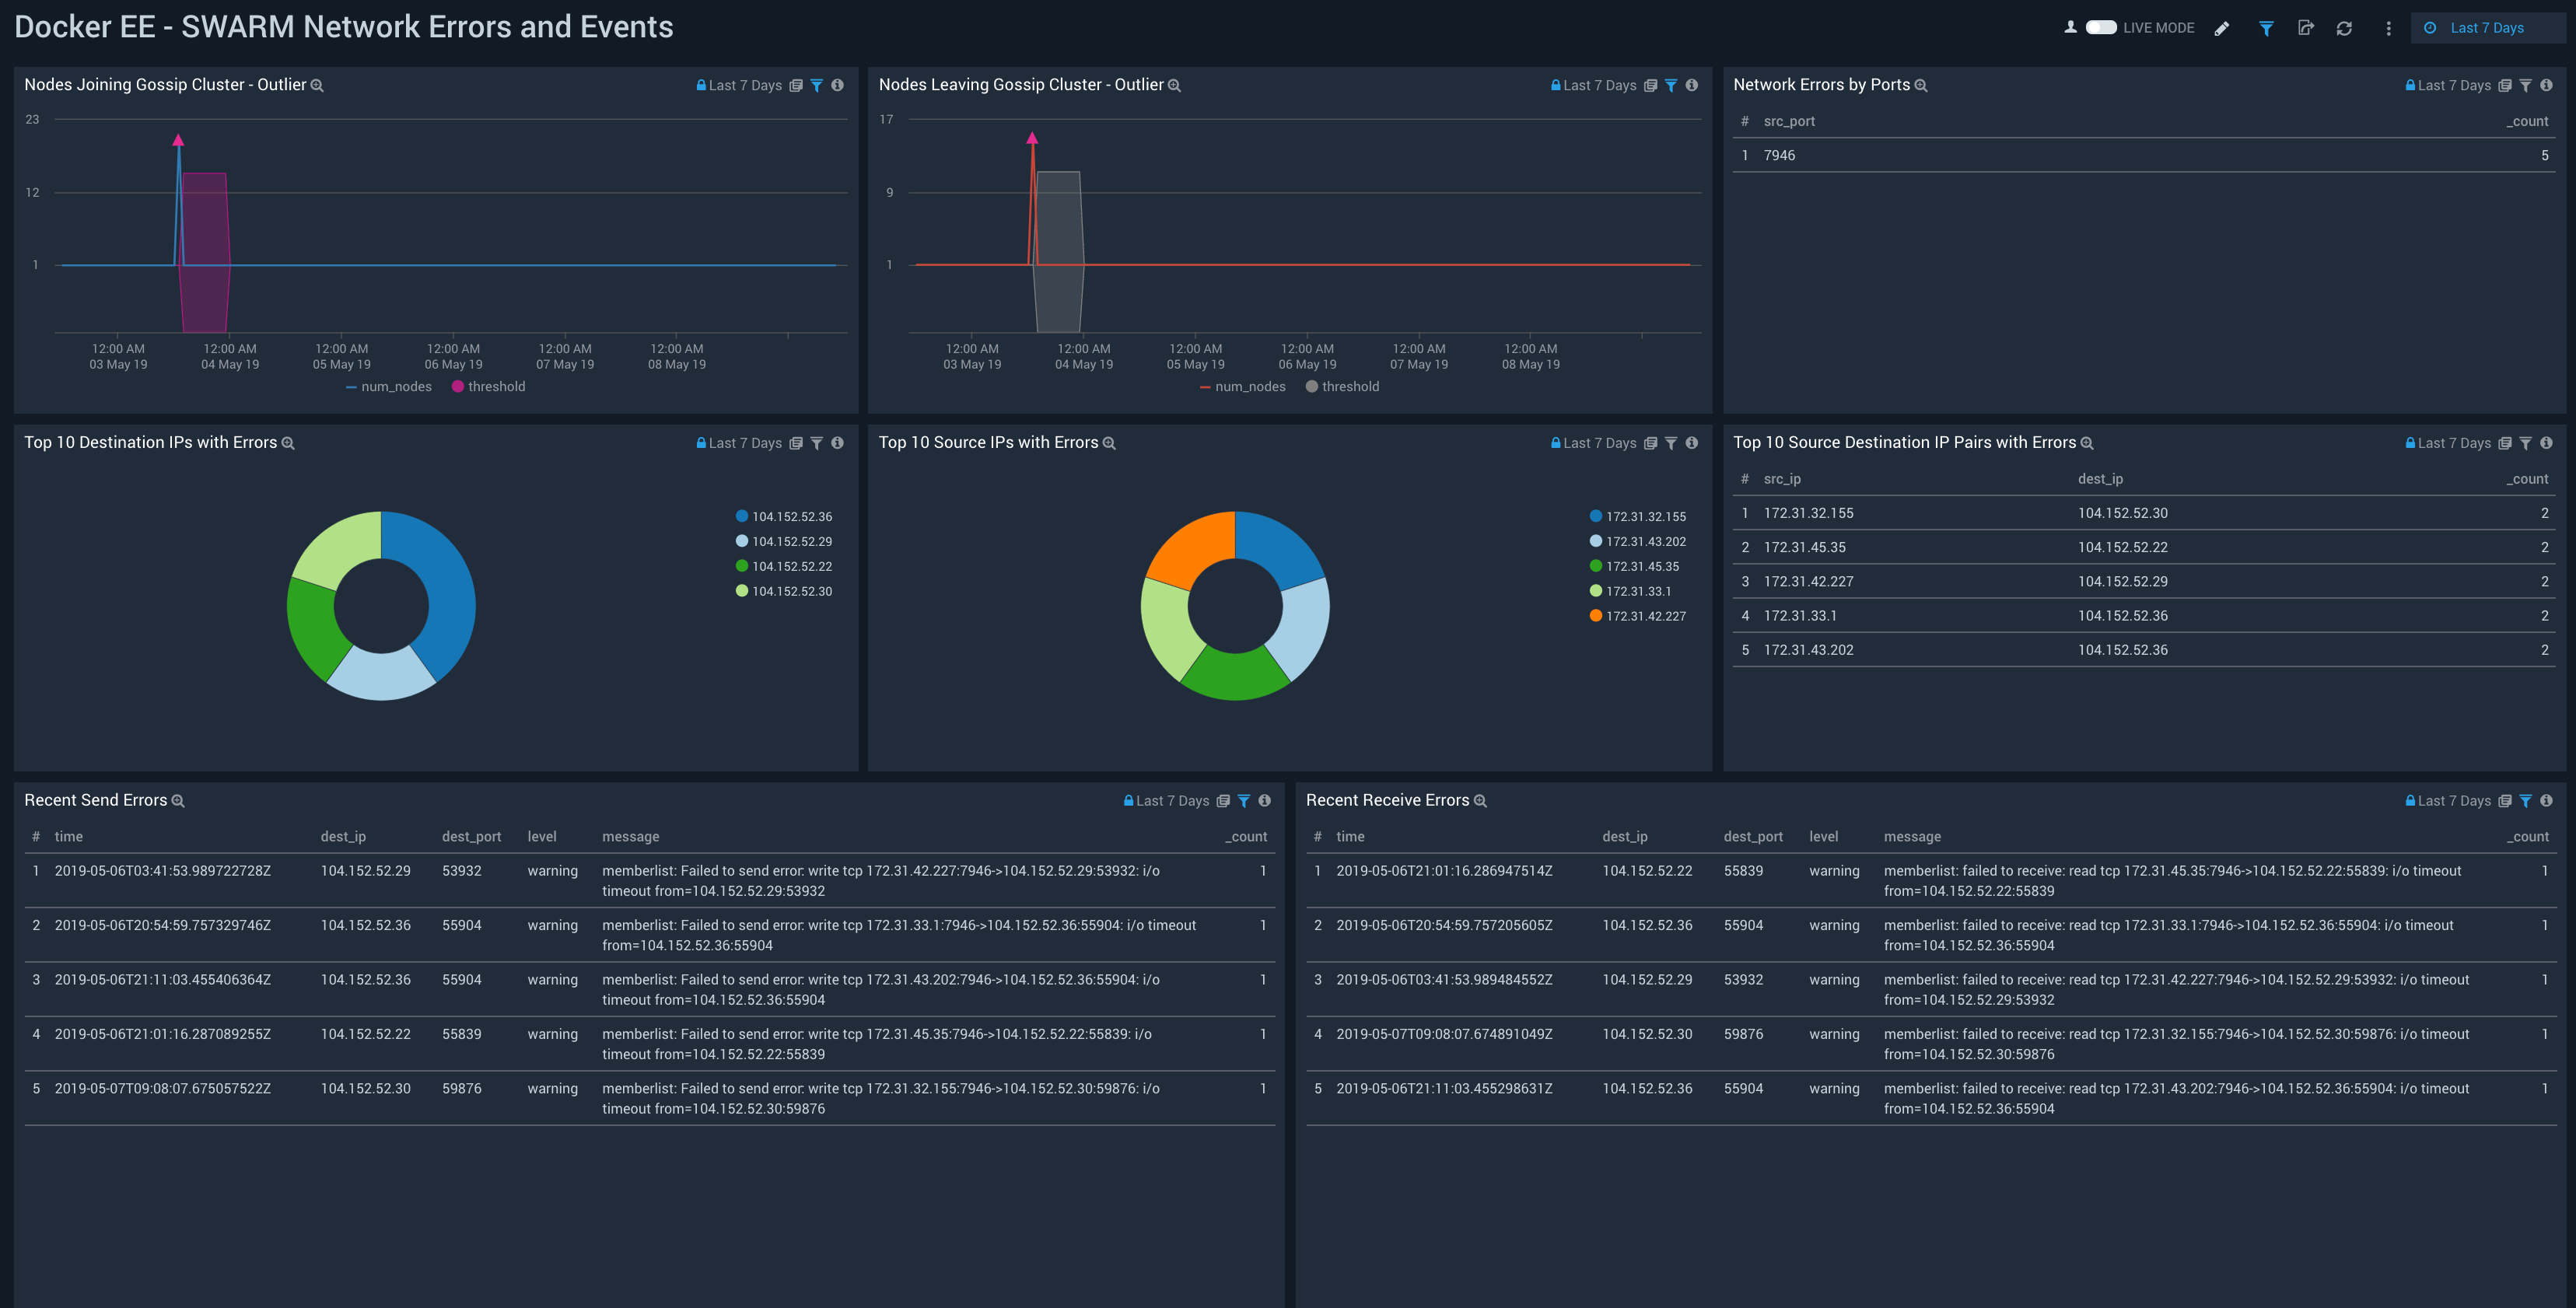 Docker EE - SWARM Network Errors and Events
LIVE MODE
Last 7 Days
Nodes Joining Gossip Cluster - Outlier
Last 7 Days
23
12
1
12:00 AM 12:00 AM 12:00 AM 12:00 AM 12:00 AM 12:00 AM
03 May 19 04 May 19 05 May 19 06 May 19 07 May 19 08 May 19
num_nodes threshold
Nodes Leaving Gossip Cluster - Outlier
Last 7 Days
17
9
1
12:00 AM 12:00 AM 12:00 AM 12:00 AM 12:00 AM 12:00 AM
03 May 19 04 May 19 05 May 19 06 May 19 07 May 19 08 May 19
num_nodes threshold
Network Errors by Ports
Last 7 Days
# src_port _count
1 7946 5
Top 10 Destination IPs with Errors
Last 7 Days
104.152.52.36
104.152.52.29
104.152.52.22
104.152.52.30
Top 10 Source IPs with Errors
Last 7 Days
172.31.32.155
172.31.43.202
172.31.45.35
172.31.33.1
172.31.42.227
Top 10 Source Destination IP Pairs with Errors
Last 7 Days
# src_ip dest_ip _count
1 172.31.32.155 104.152.52.30 2
2 172.31.45.35 104.152.52.22 2
3 172.31.42.227 104.152.52.29 2
4 172.31.33.1 104.152.52.36 2
5 172.31.43.202 104.152.52.36 2
Recent Send Errors
Last 7 Days
# time dest_ip dest_port level message _count
1 2019-05-06T03:41:53.989722728Z 104.152.52.29 53932 warning memberlist: Failed to send error: write tcp 172.31.42.227:7946->104.152.52.29:53932: i/o 1
timeout from=104.152.52.29:53932
2 2019-05-06T20:54:59.757329746Z 104.152.52.36 55904 warning memberlist: Failed to send error: write tcp 172.31.33.1:7946->104.152.52.36:55904: i/o timeout 1
from=104.152.52.36:55904
3 2019-05-06T21:11:03.455406364Z 104.152.52.36 55904 warning memberlist: Failed to send error: write tcp 172.31.43.202:7946->104.152.52.36:55904: i/o 1
timeout from=104.152.52.36:55904
4 2019-05-06T21:01:16.287089255Z 104.152.52.22 55839 warning memberlist: Failed to send error: write tcp 172.31.45.35:7946->104.152.52.22:55839: i/o 1
timeout from=104.152.52.22:55839
5 2019-05-07T09:08:07.675057522Z 104.152.52.30 59876 warning memberlist: Failed to send error: write tcp 172.31.32.155:7946->104.152.52.30:59876: i/o 1
timeout from=104.152.52.30:59876
Recent Receive Errors
Last 7 Days
# time dest_ip dest_port level message _count
1 2019-05-06T21:01:16.286947514Z 104.152.52.22 55839 warning memberlist: failed to receive: read tcp 172.31.45.35:7946->104.152.52.22:55839: i/o timeout 1
from=104.152.52.22:55839
2 2019-05-06T20:54:59.757205605Z 104.152.52.36 55904 warning memberlist: failed to receive: read tcp 172.31.33.1:7946->104.152.52.36:55904: i/o timeout 1
from=104.152.52.36:55904
3 2019-05-06T03:41:53.989484552Z 104.152.52.29 53932 warning memberlist: failed to receive: read tcp 172.31.42.227:7946->104.152.52.29:53932: i/o timeout 1
from=104.152.52.29:53932
4 2019-05-07T09:08:07.674891049Z 104.152.52.30 59876 warning memberlist: failed to receive: read tcp 172.31.32.155:7946->104.152.52.30:59876: i/o timeout 1
from=104.152.52.30:59876
5 2019-05-06T21:11:03.455298631Z 104.152.52.36 55904 warning memberlist: failed to receive: read tcp 172.31.43.202:7946->104.152.52.36:55904: i/o timeout 1
from=104.152.52.36:55904